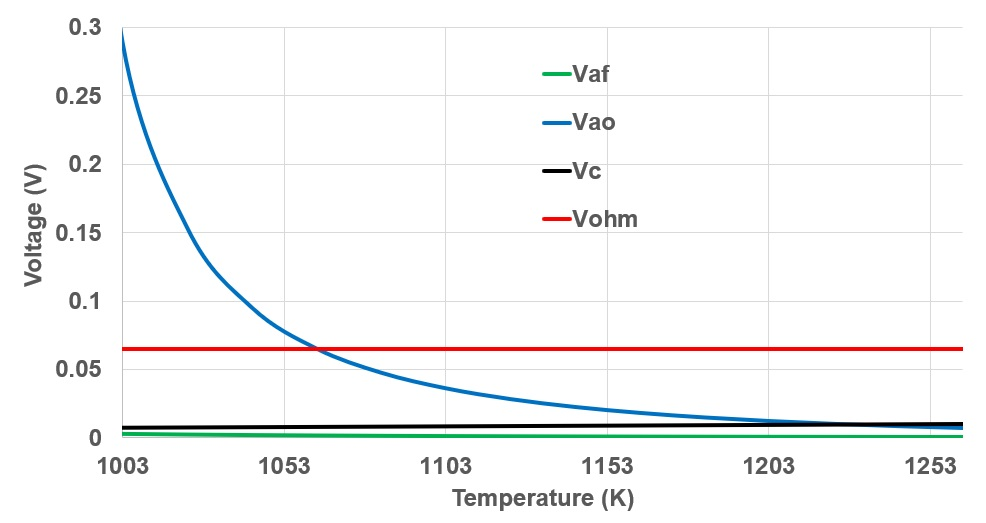 0.3
0.25
0.2
0.15
0.1
0.05
0
Voltage (V)
Vaf
Vao
Vc
Vohm
1003 1053 1103 1153 1203 1253
Temperature (K)